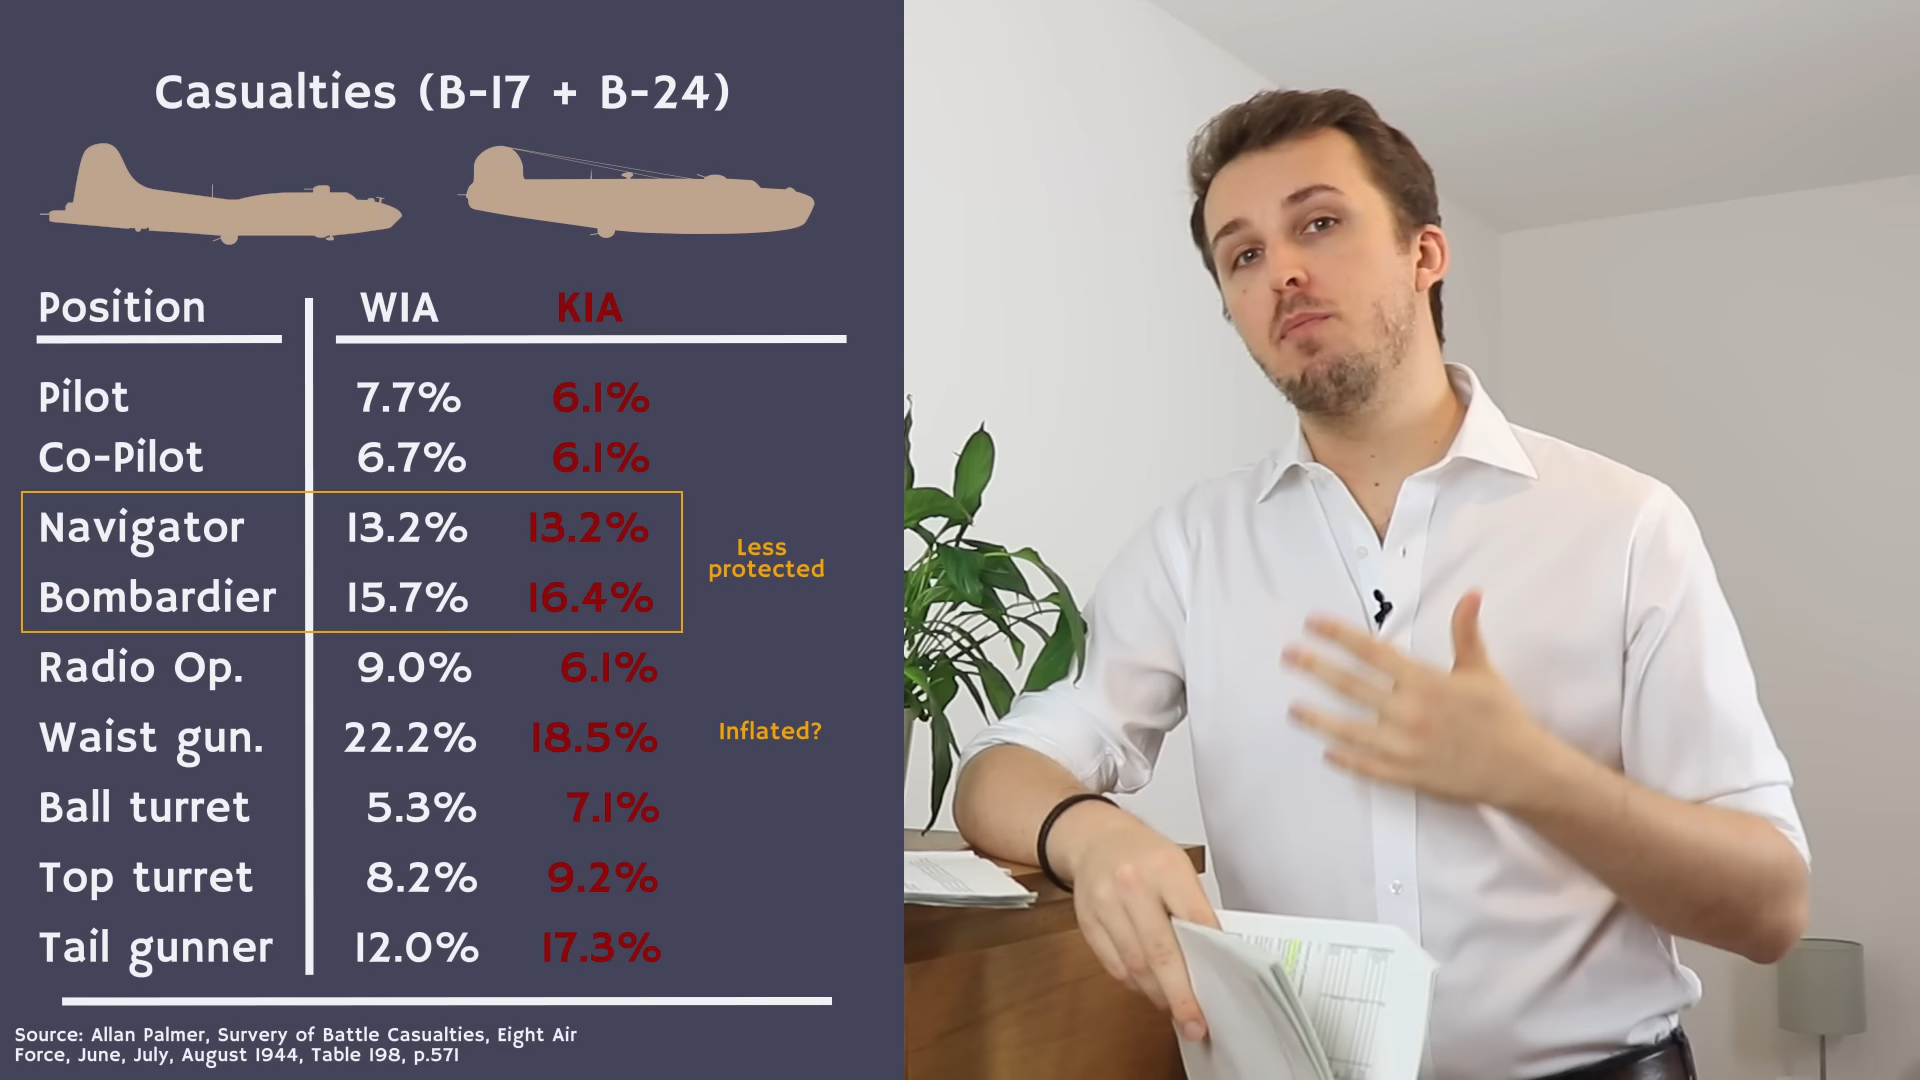 Casualties (B-17 + B-24)
Position WIA KIA
Pilot 7.7% 6.1%
Co-Pilot 6.7% 6.1%
Navigator 13.2% 13.2%
Less
protected
Bombardier 15.7% 16.4%
Radio Op. 9.0% 6.1%
Waist gun. 22.2% 18.5% Inflated?
Ball turret 5.3% 7.1%
Top turret 8.2% 9.2%
Tail gunner 12.0% 17.3%
Source: Allan Palmer, Survery of Battle Casualties, Eight Air
Force, June, July, August 1944, Table 198, p.571